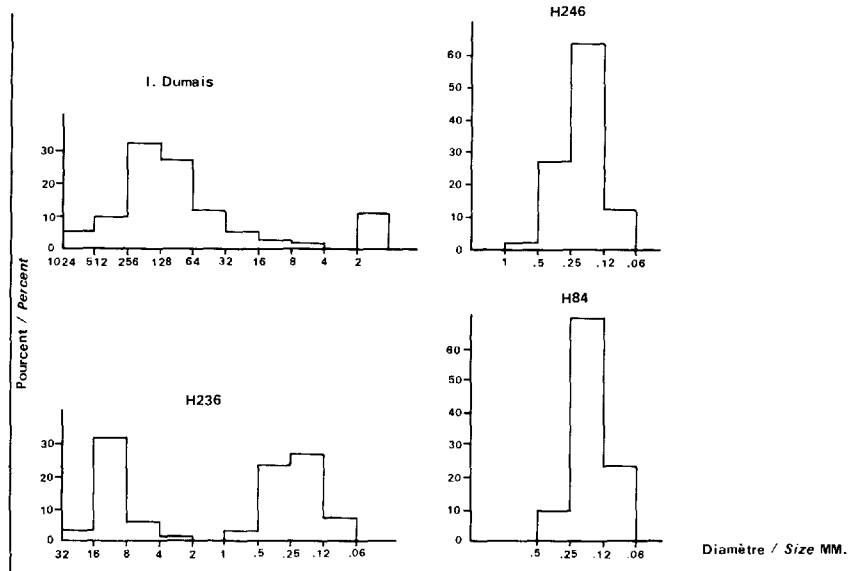 H246
60
50
40
30
20
10
0
1 .5 .25 .12 .06
I. Dumais
30
20
10
0
1024 512 256 128 64 32 16 8 4 2
H84
60
50
40
30
20
10
0
.5 .25 .12 .06
H236
30
20
10
0
32 16 8 4 2 1 .5 .25 .12 .06
Pourcent / Percent
Diamètre / Size MM.